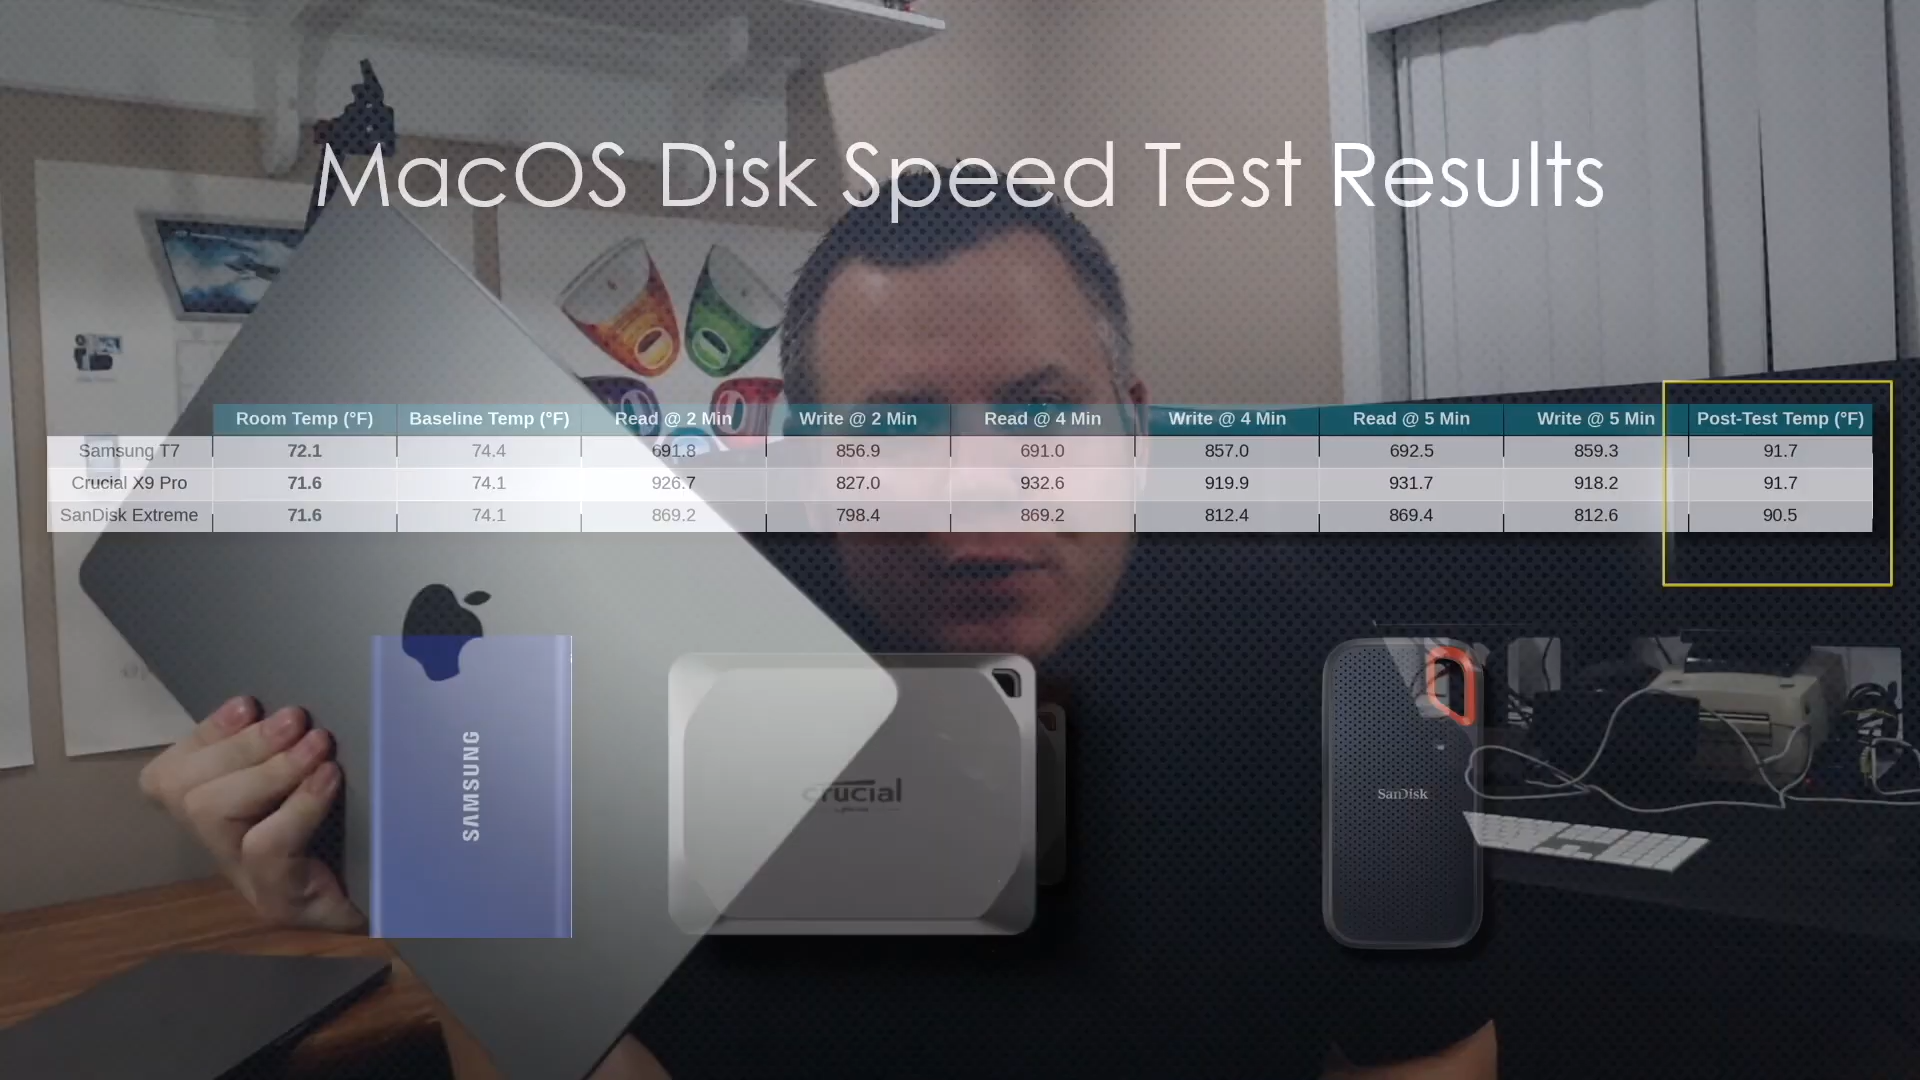 MacOS Disk Speed Test Results
Room Temp (°F) Baseline Temp (°F) Read @ 2 Min Write @ 2 Min Read @ 4 Min Write @ 4 Min Read @ 5 Min Write @ 5 Min Post-Test Temp (°F)
Samsung T7 72.1 74.4 691.8 856.9 691.0 857.0 692.5 859.3 91.7
Crucial X9 Pro 71.6 74.1 926.7 827.0 932.6 919.9 931.7 918.2 91.7
SanDisk Extreme 71.6 74.1 869.2 798.4 869.2 812.4 869.4 812.6 90.5
SAMSUNG
crucial
SanDisk